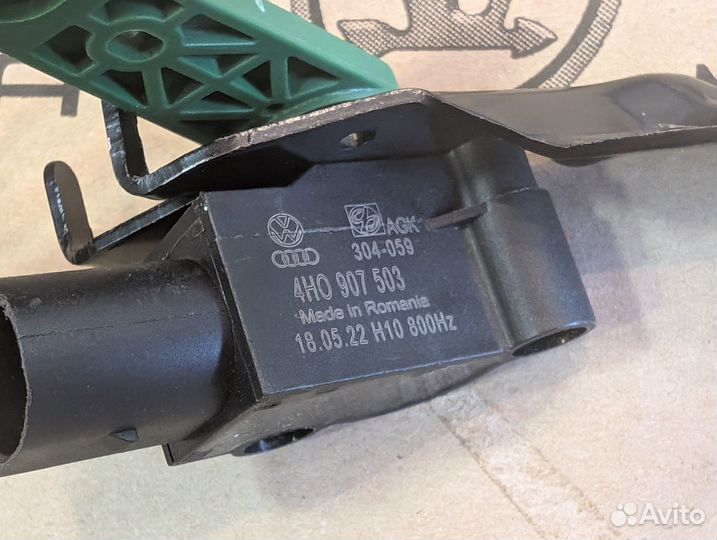 AGK
304-059
4H0 907 503
Made in Romania
18.05.22 H10 800Hz
Avito